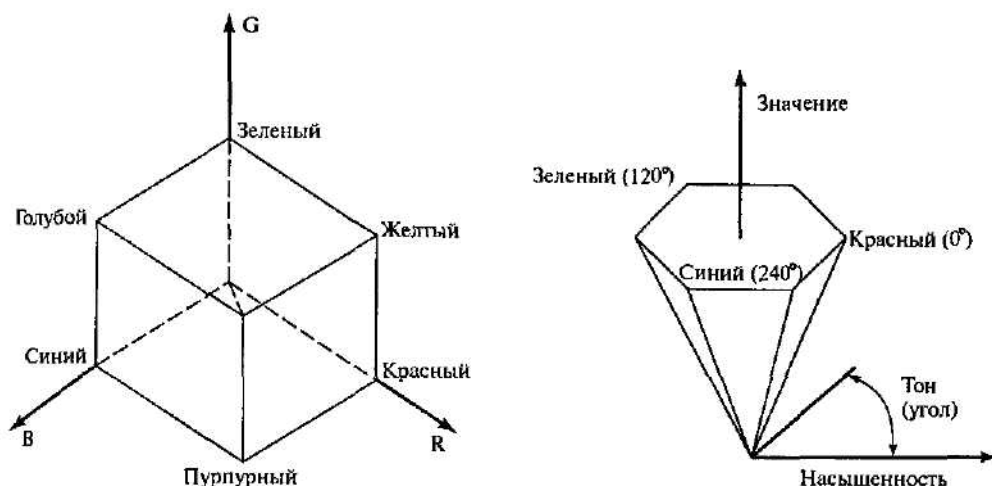 G
Зеленый
Голубой
Желтый
Синий
Красный
B
R
Пурпурный
Значение
Зеленый (120°)
Красный (0°)
Синий (240°)
Тон
(угол)
Насыщенность